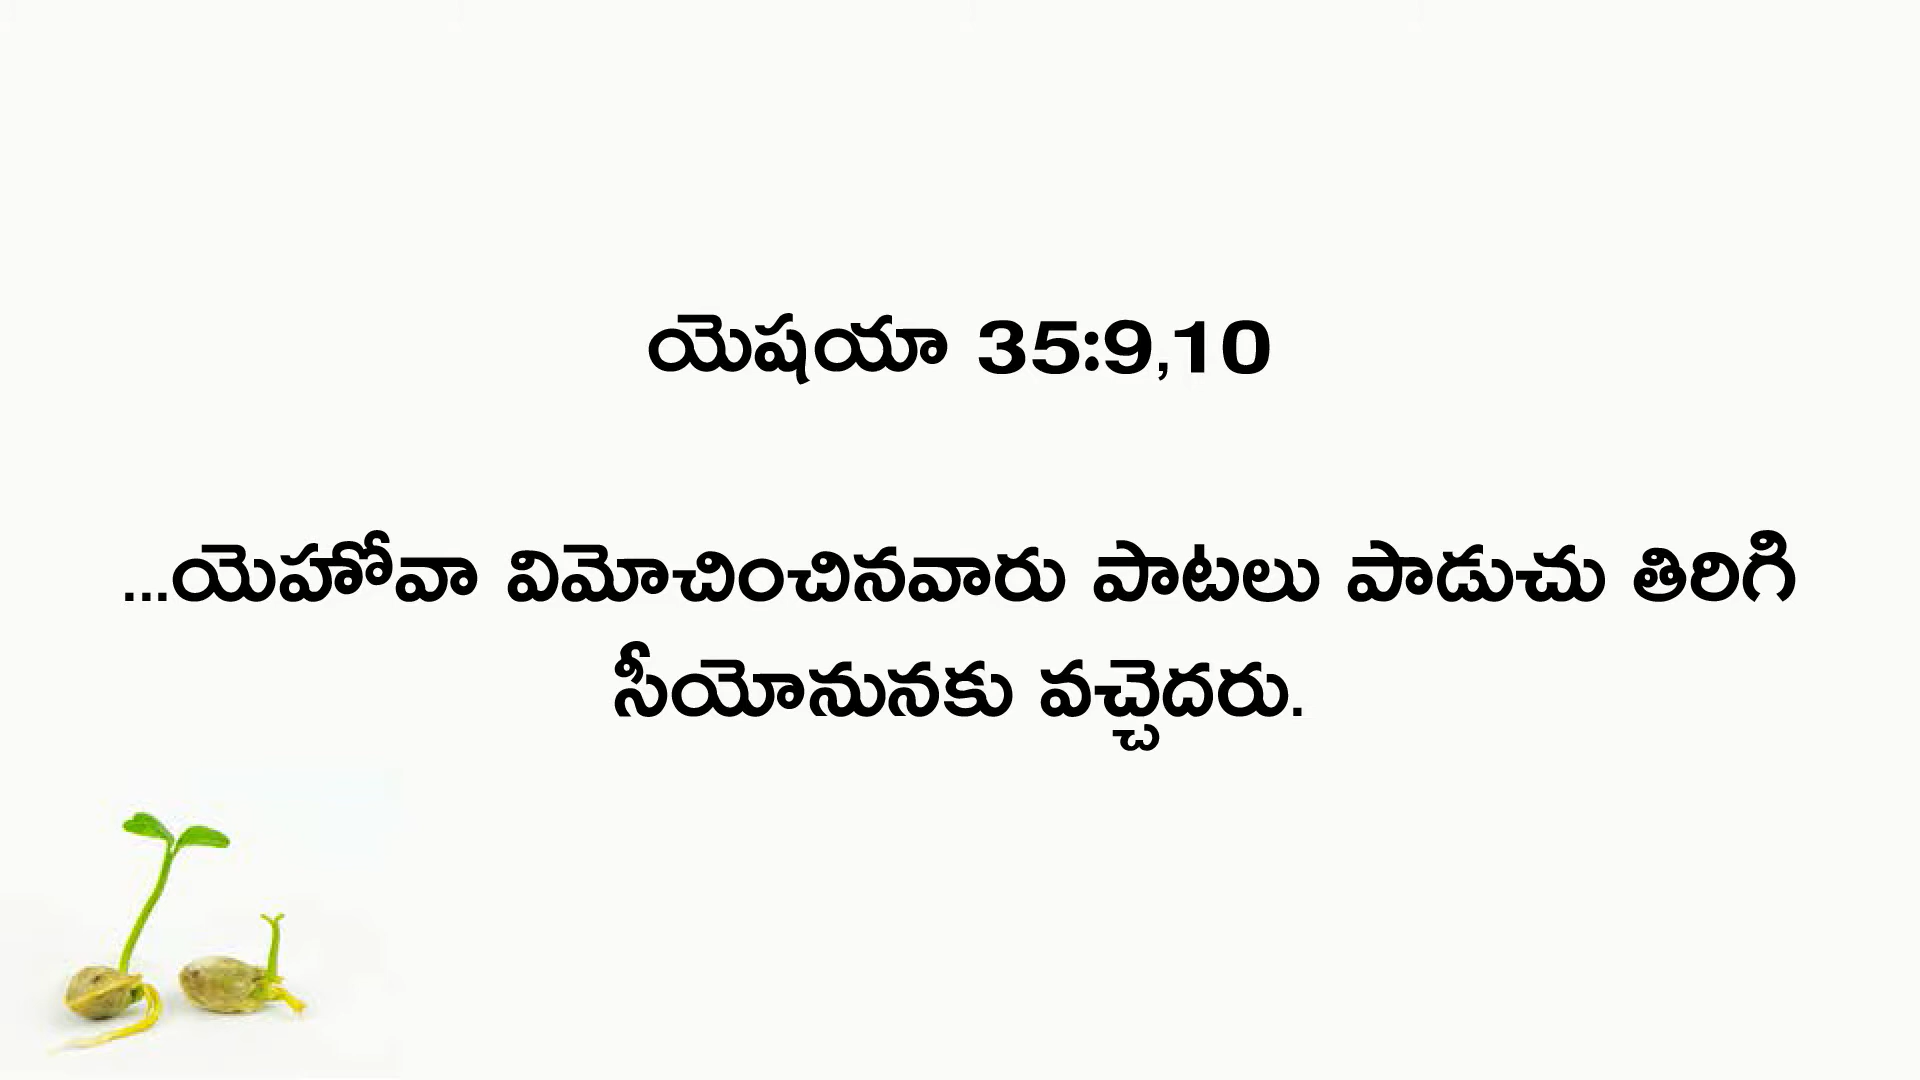 యెషయా 35:9,10
...యెహోవా విమోచించినవారు పాటలు పాడుచు తిరిగి
సీయోనునకు వచ్చెదరు.